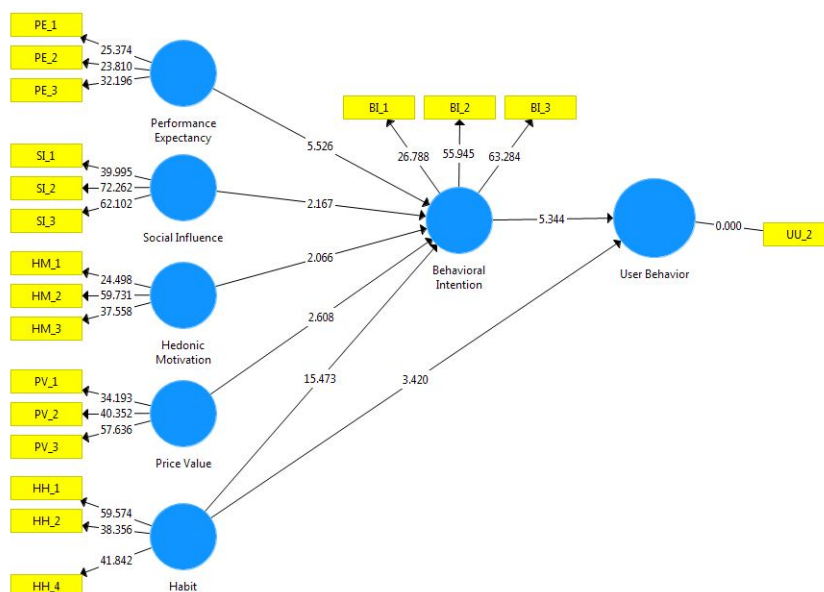 PE_1
25.374
PE_2
23.810
PE_3
32.196
Performance
Expectancy
5.526
SI_1
39.995
SI_2
72.262
SI_3
62.102
Social Influence
2.167
HM_1
24.498
HM_2
59.731
HM_3
37.558
Hedonic
Motivation
2.066
PV_1
34.193
PV_2
40.352
PV_3
57.636
Price Value
2.608
HH_1
59.574
HH_2
38.356
41.842
HH_4
Habit
15.473
3.420
BI_1
BI_2
BI_3
26.788
55.945
63.284
Behavioral
Intention
5.344
User Behavior
0.000
UU_2